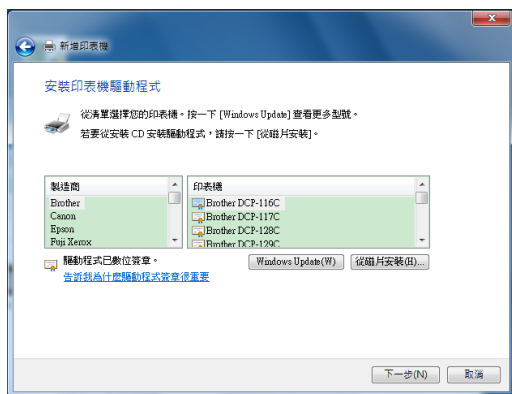 新增印表機
安裝印表機驅動程式
從清單選擇您的印表機。按一下 [Windows Update] 查看更多型號。
若要從安裝 CD 安裝驅動程式，請按一下 [從磁片安裝]。
製造商
Brother
Canon
Epson
Fuji Xerox
印表機
Brother DCP-116C
Brother DCP-117C
Brother DCP-128C
Brother DCP-129C
驅動程式已數位簽章。
告訴我為什麼驅動程式簽章很重要
Windows Update(W)
從磁片安裝(H)...
下一步(N)
取消